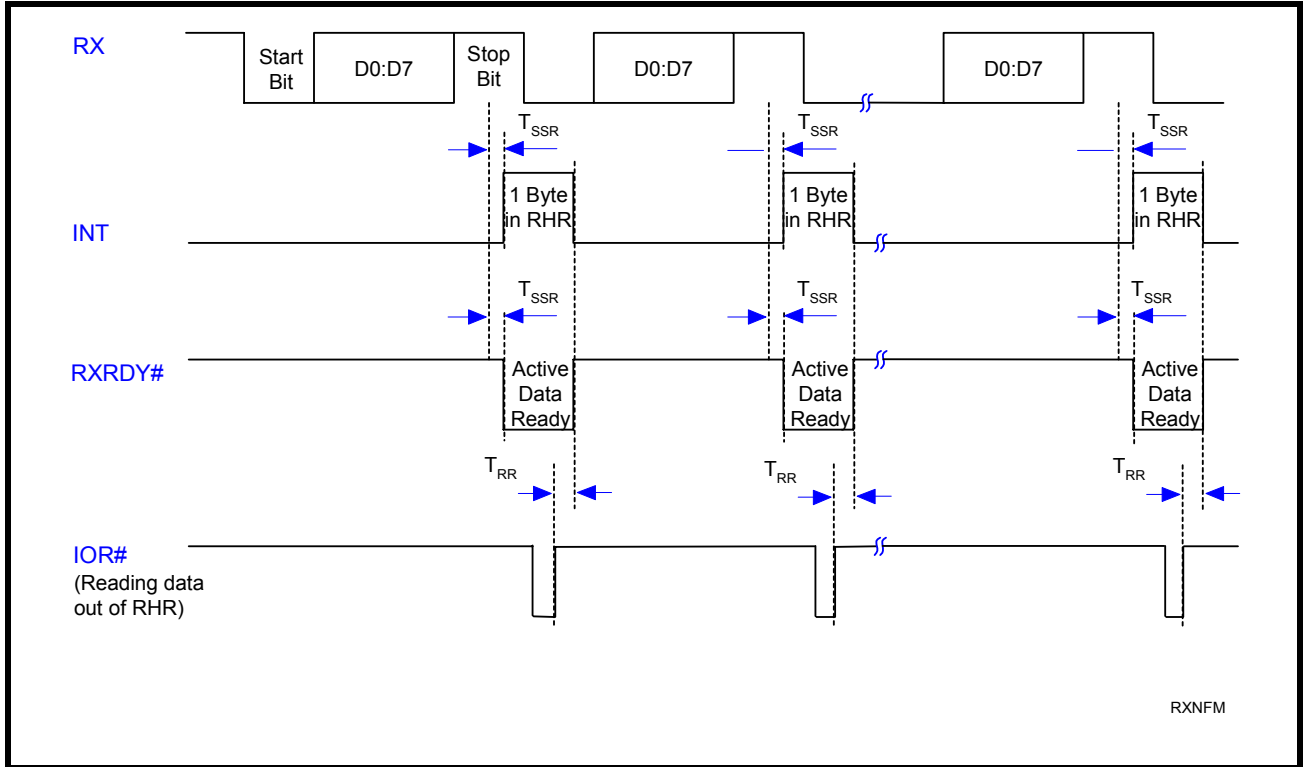 RX
Start
Bit
D0:D7
Stop
Bit
D0:D7
D0:D7
TSSR
TSSR
TSSR
INT
1 Byte
in RHR
1 Byte
in RHR
1 Byte
in RHR
TSSR
TSSR
TSSR
RXRDY#
Active
Data
Ready
Active
Data
Ready
Active
Data
Ready
TRR
TRR
TRR
IOR#
(Reading data
out of RHR)
RXNFM